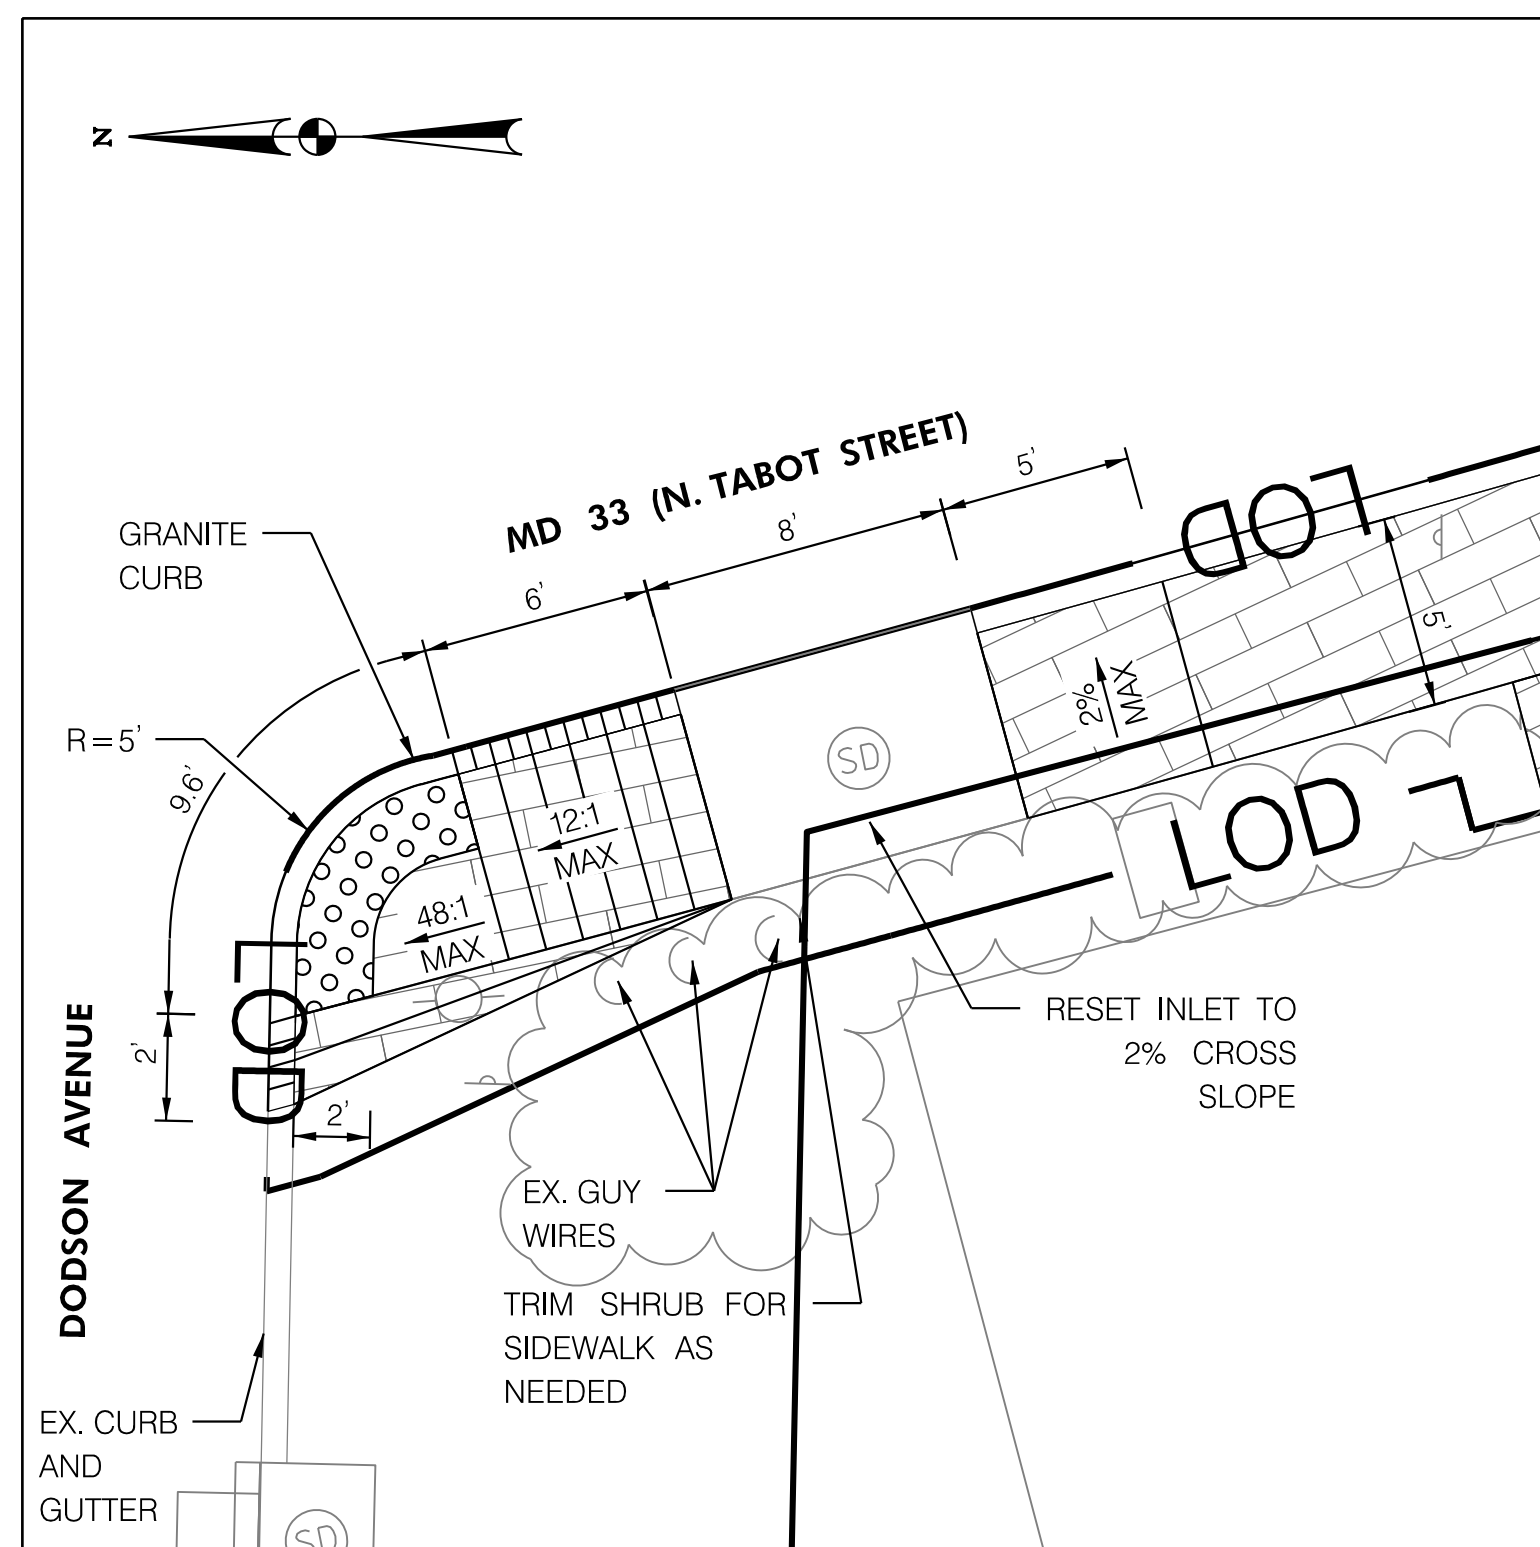 N
MD 33 (N. TABOT STREET)
5'
8'
6'
GRANITE
CURB
LOD
5'
R=5'
9.6'
2%
MAX
SD
12:1
MAX
48:1
MAX
LOD
LOD
RESET INLET TO
2% CROSS
SLOPE
2'
2'
DODSON AVENUE
EX. GUY
WIRES
TRIM SHRUB FOR
SIDEWALK AS
NEEDED
EX. CURB
AND
GUTTER
SD